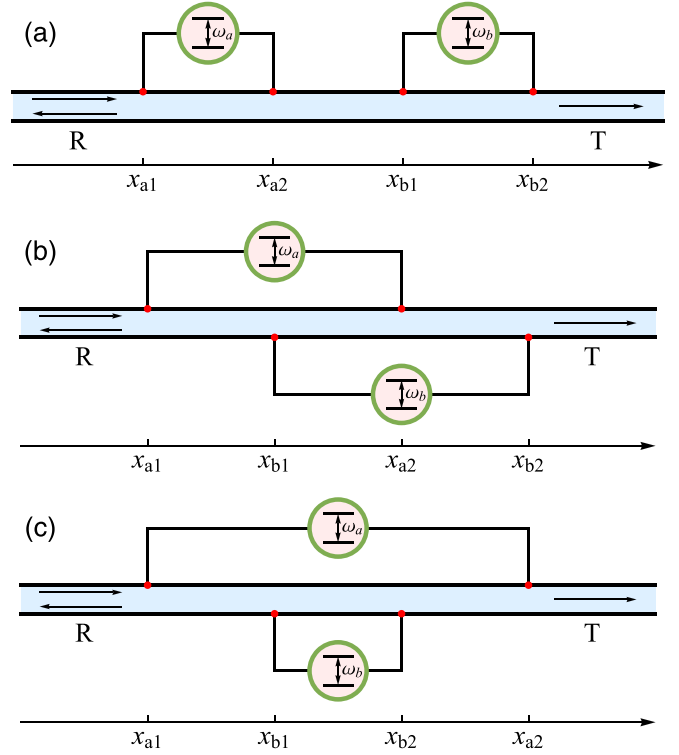 (a)
ωa
ωb
R
T
xa1 xa2 xb1 xb2
(b)
ωa
R
T
ωb
xa1 xb1 xa2 xb2
(c)
ωa
R
T
ωb
xa1 xb1 xb2 xa2